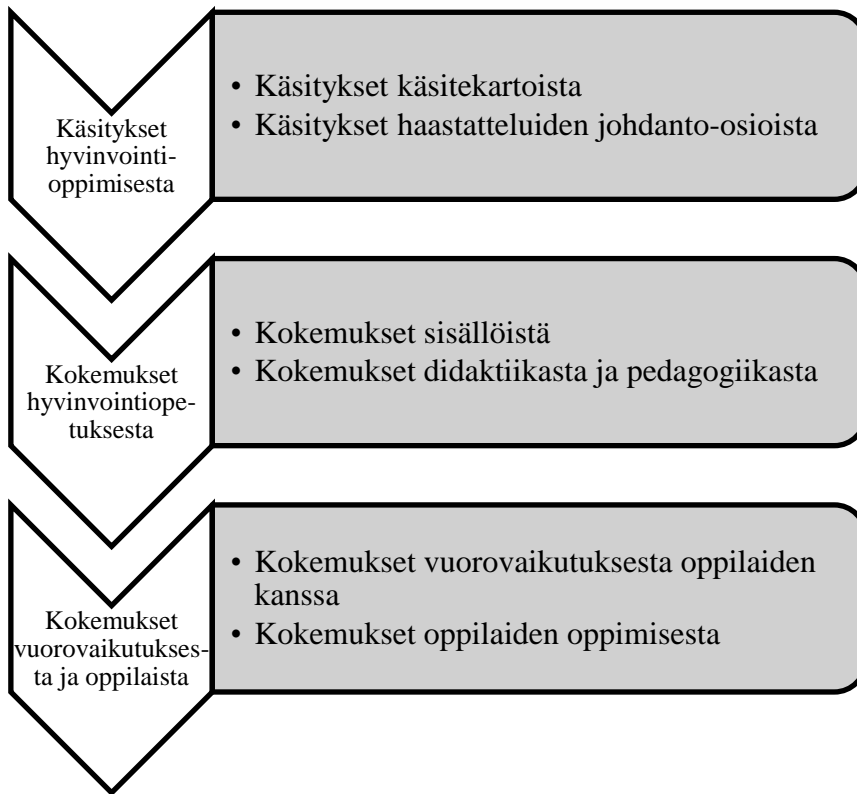 Käsitykset
hyvinvointi-
oppimisesta
• Käsitykset käsitekartoista
• Käsitykset haastatteluiden johdanto-osioista
Kokemukset
hyvinvointiope-
tuksesta
• Kokemukset sisällöistä
• Kokemukset didaktiikasta ja pedagogiikasta
Kokemukset
vuorovaikutukses-
ta ja oppilaista
• Kokemukset vuorovaikutuksesta oppilaiden
kanssa
• Kokemukset oppilaiden oppimisesta